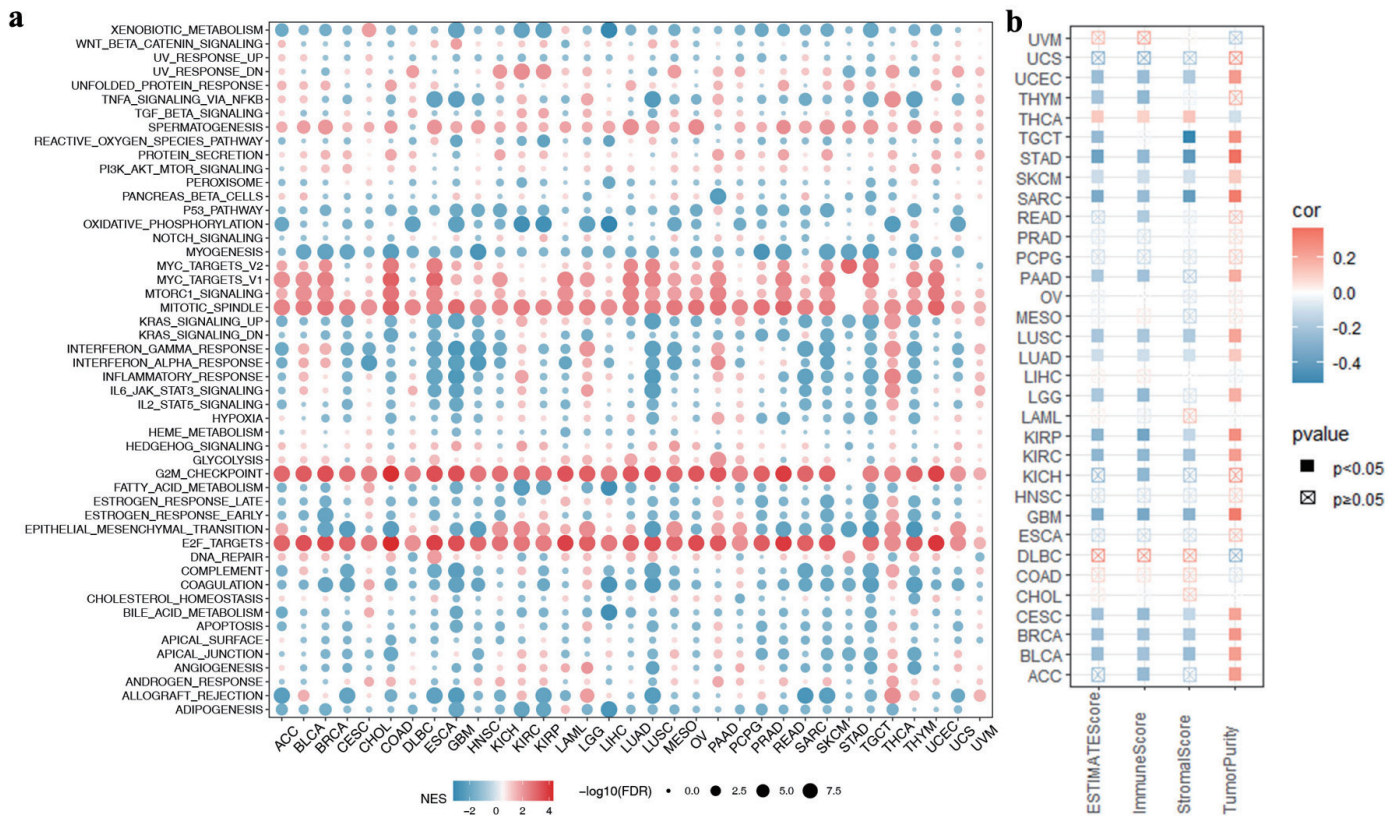 a
XENOBIOTIC_METABOLISM
WNT_BETA_CATENIN_SIGNALING
UV_RESPONSE_UP
UV_RESPONSE_DN
UNFOLDED_PROTEIN_RESPONSE
TNFA_SIGNALING_VIA_NFKB
TGF_BETA_SIGNALING
SPERMATOGENESIS
REACTIVE_OXYGEN_SPECIES_PATHWAY
PROTEIN_SECRETION
PI3K_AKT_MTOR_SIGNALING
PEROXISOME
PANCREAS_BETA_CELLS
P53_PATHWAY
OXIDATIVE_PHOSPHORYLATION
NOTCH_SIGNALING
MYOGENESIS
MYC_TARGETS_V2
MYC_TARGETS_V1
MTORC1_SIGNALING
MITOTIC_SPINDLE
KRAS_SIGNALING_UP
KRAS_SIGNALING_DN
INTERFERON_GAMMA_RESPONSE
INTERFERON_ALPHA_RESPONSE
INFLAMMATORY_RESPONSE
IL6_JAK_STAT3_SIGNALING
IL2_STAT5_SIGNALING
HYPOXIA
HEME_METABOLISM
HEDGEHOG_SIGNALING
GLYCOLYSIS
G2M_CHECKPOINT
FATTY_ACID_METABOLISM
ESTROGEN_RESPONSE_LATE
ESTROGEN_RESPONSE_EARLY
EPITHELIAL_MESENCHYMAL_TRANSITION
E2F_TARGETS
DNA_REPAIR
COMPLEMENT
COAGULATION
CHOLESTEROL_HOMEOSTASIS
BILE_ACID_METABOLISM
APOPTOSIS
APICAL_SURFACE
APICAL_JUNCTION
ANGIOGENESIS
ANDROGEN_RESPONSE
ALLOGRAFT_REJECTION
ADIPOGENESIS
ACC BLCA BRCA CESC CHOL COAD DLBC ESCA GBM HNSC KICH KIRC KIRP LAML LGG LIHC LUAD LUSC MESO OV PAAD PCPG PRAD READ SARC SKCM STAD TGCT THCA THYM UCEC UCS UVM
NES -2 0 2 4
-log10(FDR) 0.0 2.5 5.0 7.5
b
UVM
UCS
UCEC
THYM
THCA
TGCT
STAD
SKCM
SARC
READ
PRAD
PCPG
PAAD
OV
MESO
LUSC
LUAD
LIHC
LGG
LAML
KIRP
KIRC
KICH
HNSC
GBM
ESCA
DLBC
COAD
CHOL
CESC
BRCA
BLCA
ACC
ESTIMATEScore ImmuneScore StromalScore TumorPurity
cor
0.2
0.0
-0.2
-0.4
pvalue
p<0.05
p≥0.05